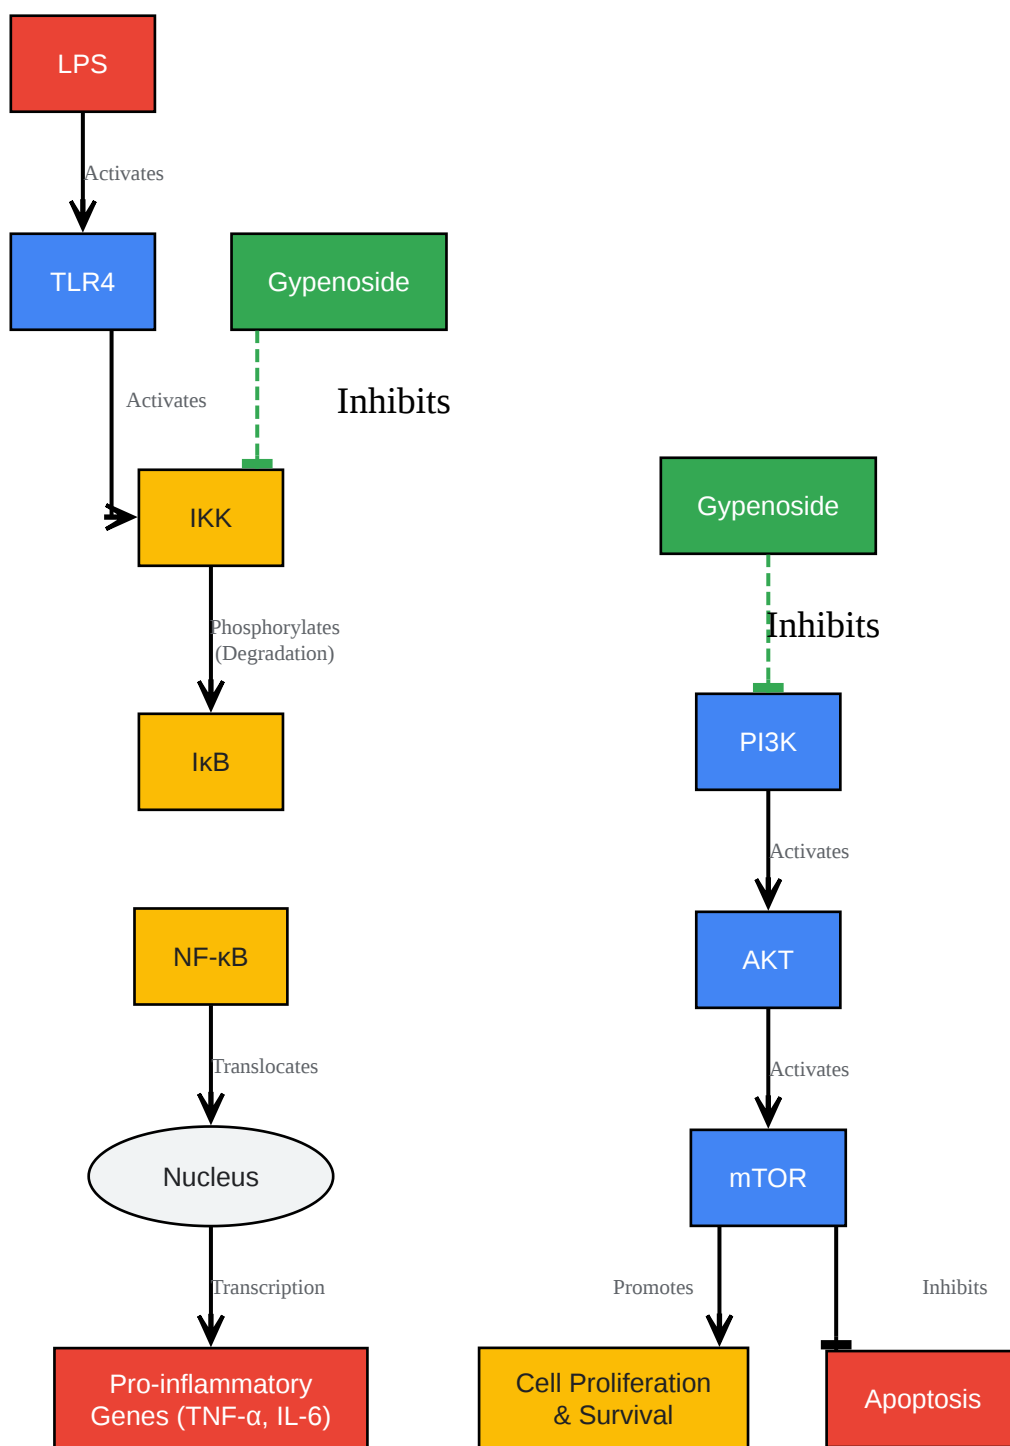 LPS
Activates
TLR4
Gypenoside
Activates
Inhibits
IKK
Phosphorylates
(Degradation)
IκB
NF-κB
Translocates
Nucleus
Transcription
Pro-inflammatory
Genes (TNF-α, IL-6)
Gypenoside
Inhibits
PI3K
Activates
AKT
Activates
mTOR
Promotes
Inhibits
Cell Proliferation
& Survival
Apoptosis